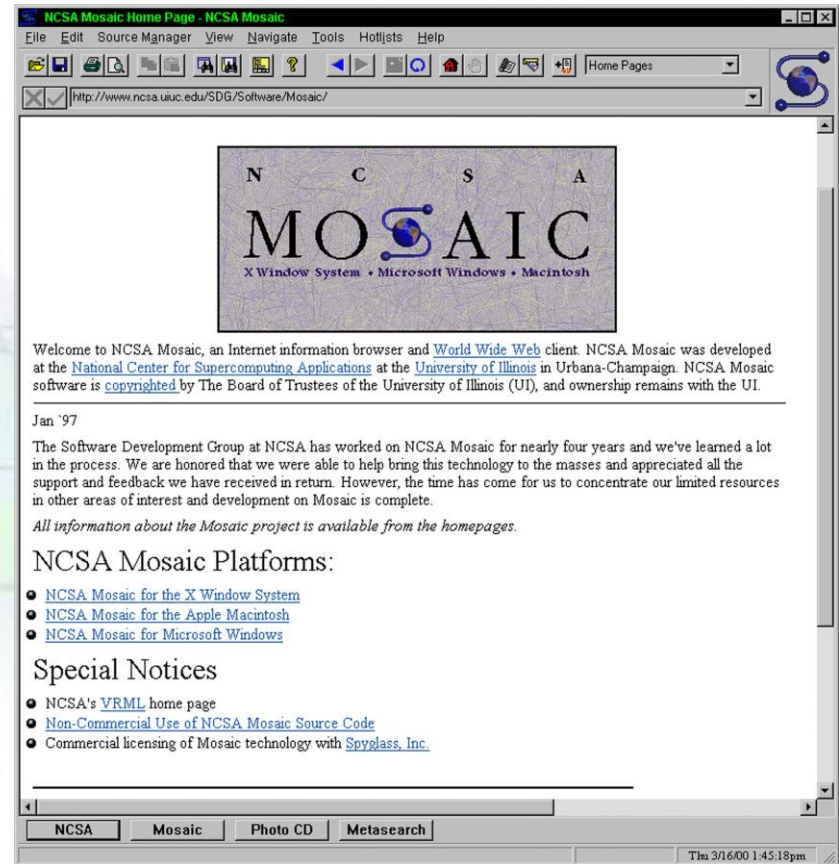 NCSA Mosaic Home Page - NCSA Mosaic
File Edit Source Manager View Navigate Tools Hotlists Help
Home Pages
http://www.ncsa.uiuc.edu/SDG/Software/Mosaic/
N C S A
MOSAIC
X Window System • Microsoft Windows • Macintosh
Welcome to NCSA Mosaic, an Internet information browser and World Wide Web client. NCSA Mosaic was developed
at the National Center for Supercomputing Applications at the University of Illinois in Urbana-Champaign. NCSA Mosaic
software is copyrighted by The Board of Trustees of the University of Illinois (UI), and ownership remains with the UI.
Jan `97
The Software Development Group at NCSA has worked on NCSA Mosaic for nearly four years and we've learned a lot
in the process. We are honored that we were able to help bring this technology to the masses and appreciated all the
support and feedback we have received in return. However, the time has come for us to concentrate our limited resources
in other areas of interest and development on Mosaic is complete.
All information about the Mosaic project is available from the homepages.
NCSA Mosaic Platforms:
NCSA Mosaic for the X Window System
NCSA Mosaic for the Apple Macintosh
NCSA Mosaic for Microsoft Windows
Special Notices
NCSA's VRML home page
Non-Commercial Use of NCSA Mosaic Source Code
Commercial licensing of Mosaic technology with Spyglass, Inc.
NCSA Mosaic Photo CD Metasearch
Thu 3/16/00 1:45:18pm